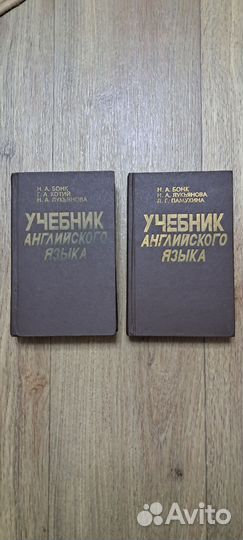 Н. А. БОНК
Г. А. КОТИЙ
Н. А. ЛУКЬЯНОВА
УЧЕБНИК
АНГЛИЙСКОГО
ЯЗЫКА
Н. А. БОНК
Н. А. ЛУКЬЯНОВА
Л. Г. ПАМУХИНА
УЧЕБНИК
АНГЛИЙСКОГО
ЯЗЫКА
Avito